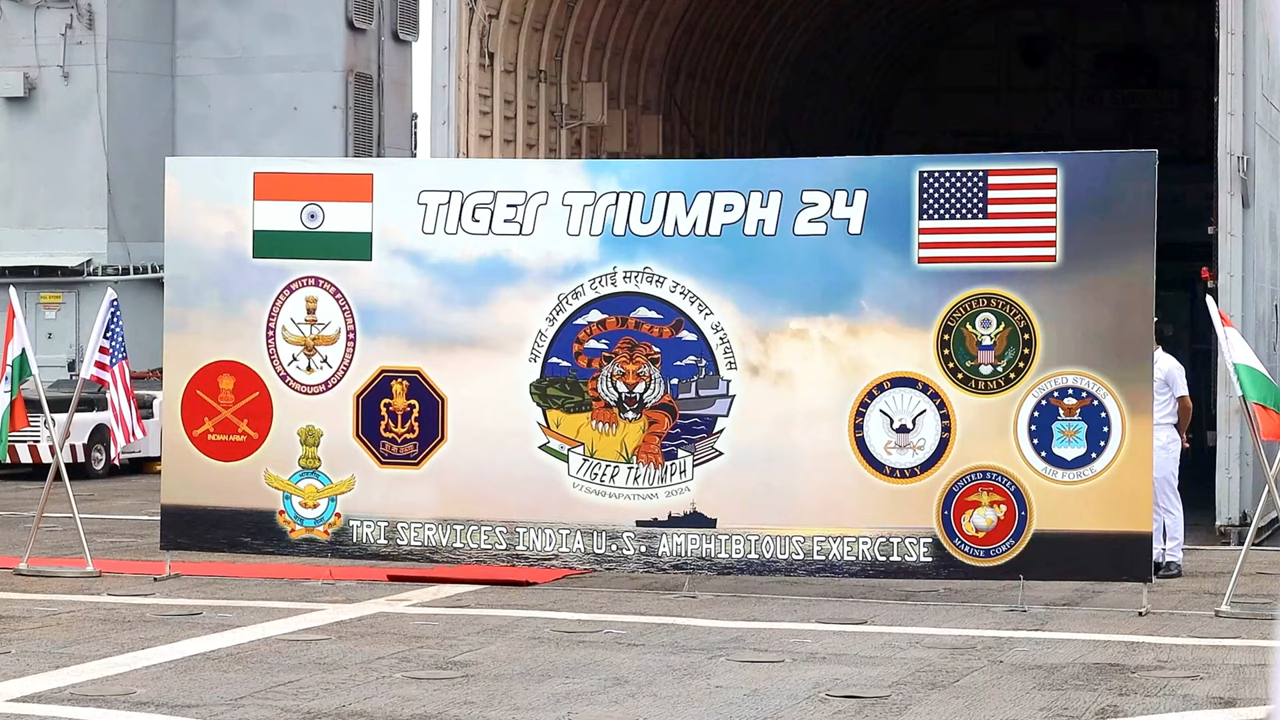 TIGER TRIUMPH 24
भारत अमेरिका ट्राई सर्विस उभयचर अभ्यास
TIGER TRIUMPH
VISAKHAPATNAM 2024
ALIGNED WITH THE FUTURE
VICTORY THROUGH JOINTNESS
INDIAN ARMY
UNITED STATES
ARMY
UNITED STATES
NAVY
UNITED STATES
AIR FORCE
UNITED STATES
MARINE CORPS
TRI SERVICES INDIA U.S. AMPHIBIOUS EXERCISE